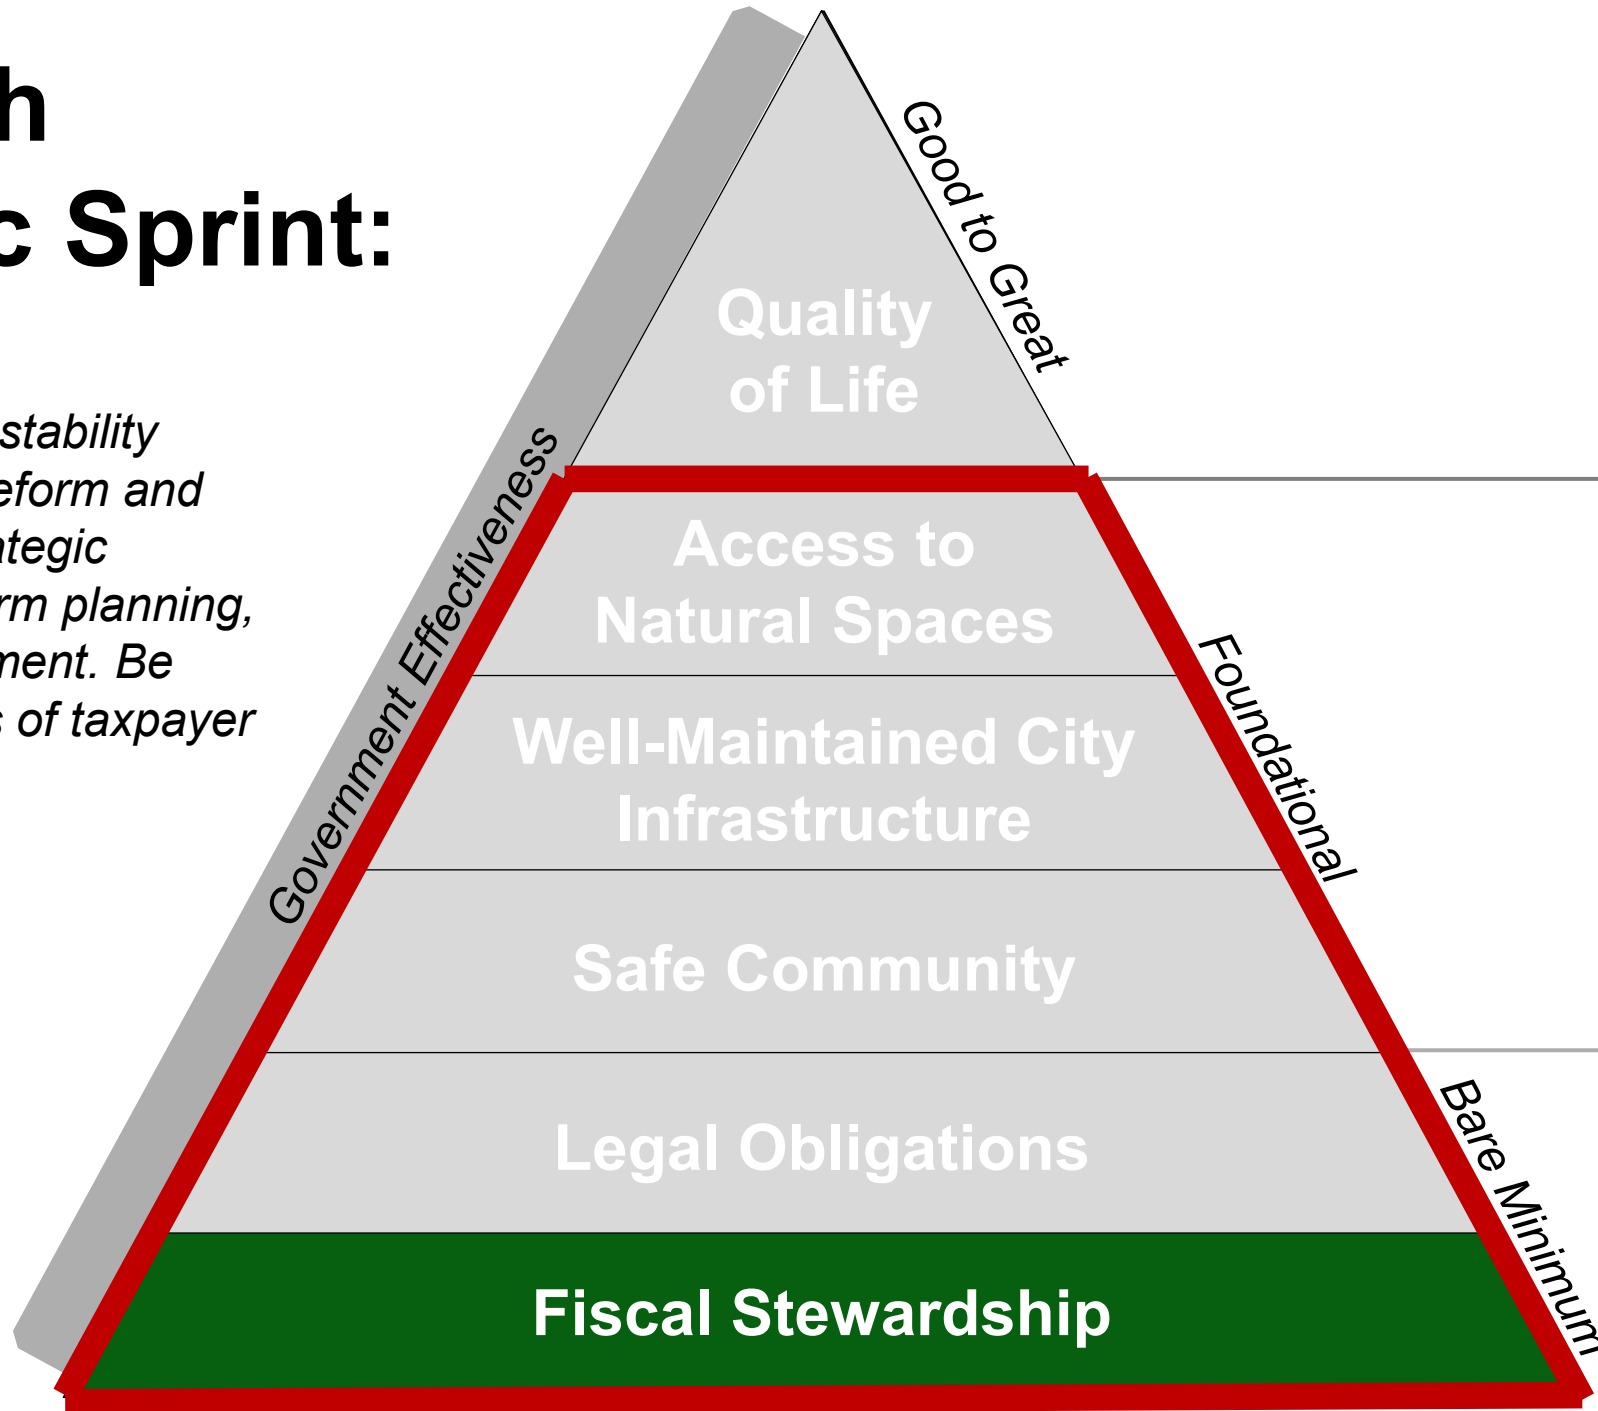 h
c Sprint:
stability
eform and
ategic
rm planning,
ment. Be
s of taxpayer
Government Effectiveness
Good to Great
Quality
of Life
Access to
Natural Spaces
Foundational
Well-Maintained City
Infrastructure
Safe Community
Legal Obligations
Bare Minimum
Fiscal Stewardship